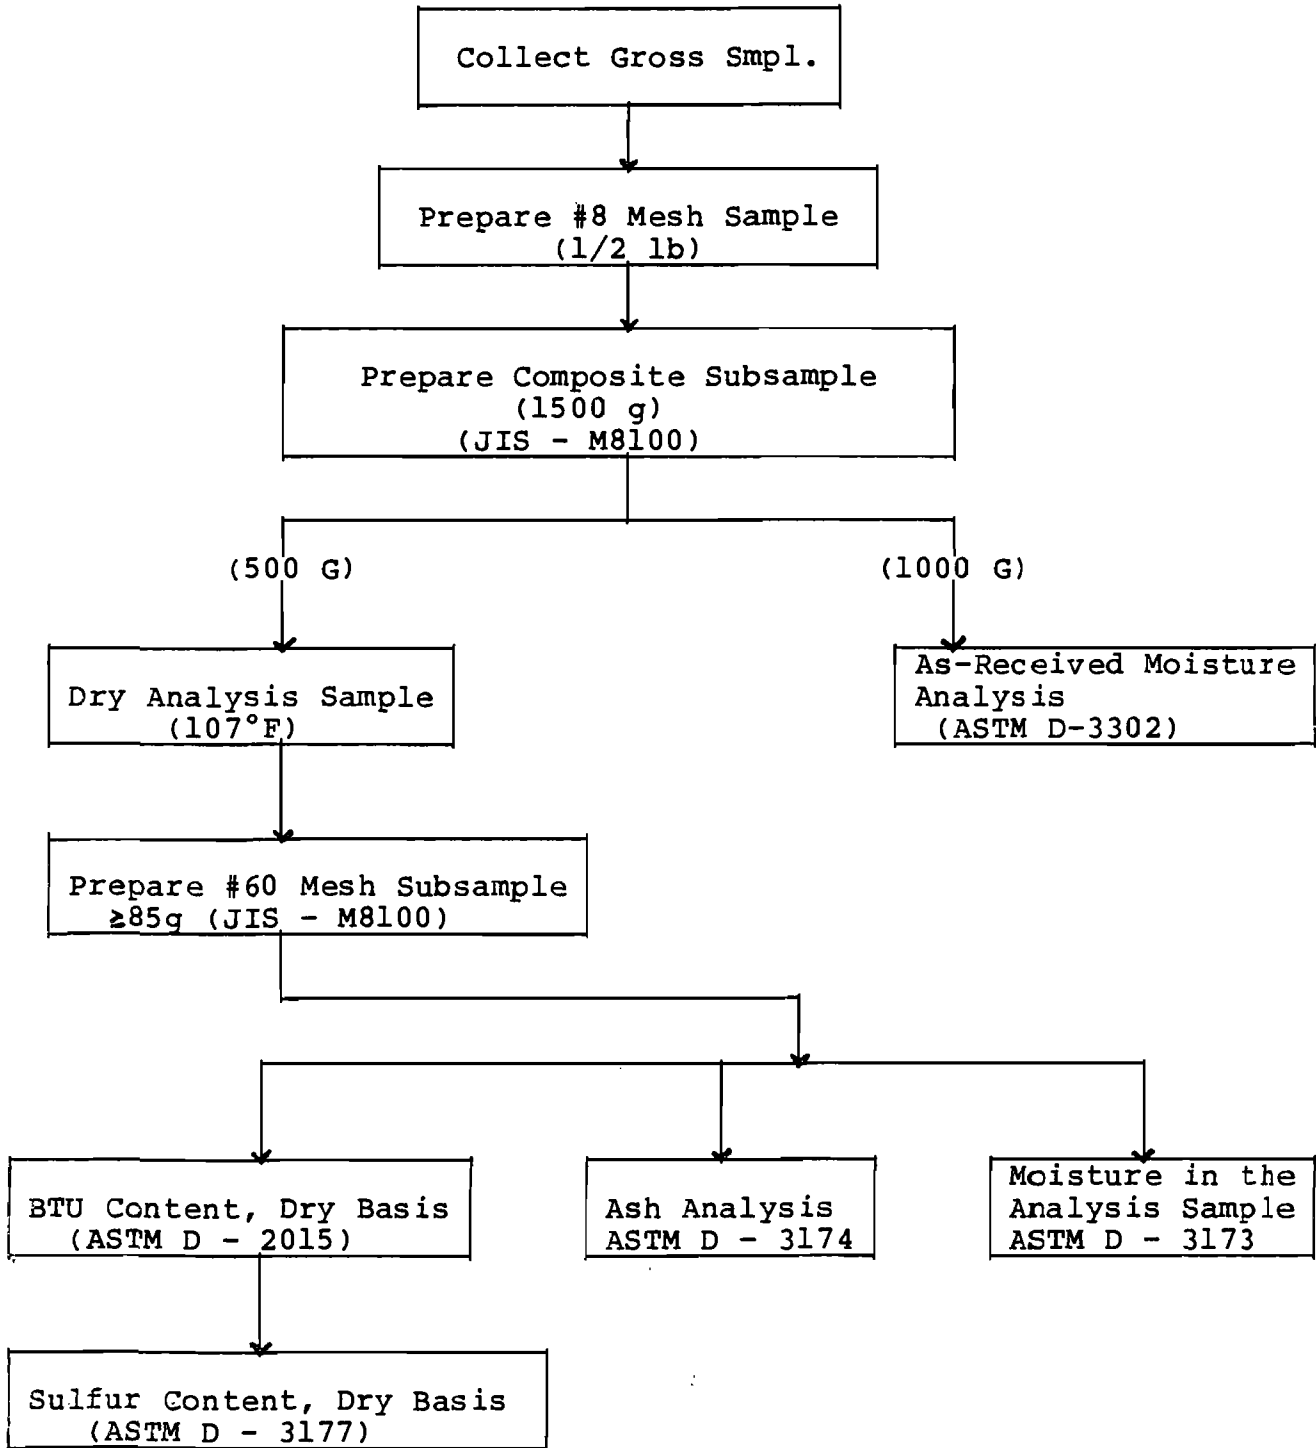 Collect Gross Smpl.
Prepare #8 Mesh Sample
(1/2 lb)
Prepare Composite Subsample
(1500 g)
(JIS - M8100)
(500 G)
(1000 G)
Dry Analysis Sample
(107°F)
As-Received Moisture
Analysis
(ASTM D-3302)
Prepare #60 Mesh Subsample
≥85g (JIS - M8100)
BTU Content, Dry Basis
(ASTM D - 2015)
Ash Analysis
ASTM D - 3174
Moisture in the
Analysis Sample
ASTM D - 3173
Sulfur Content, Dry Basis
(ASTM D - 3177)